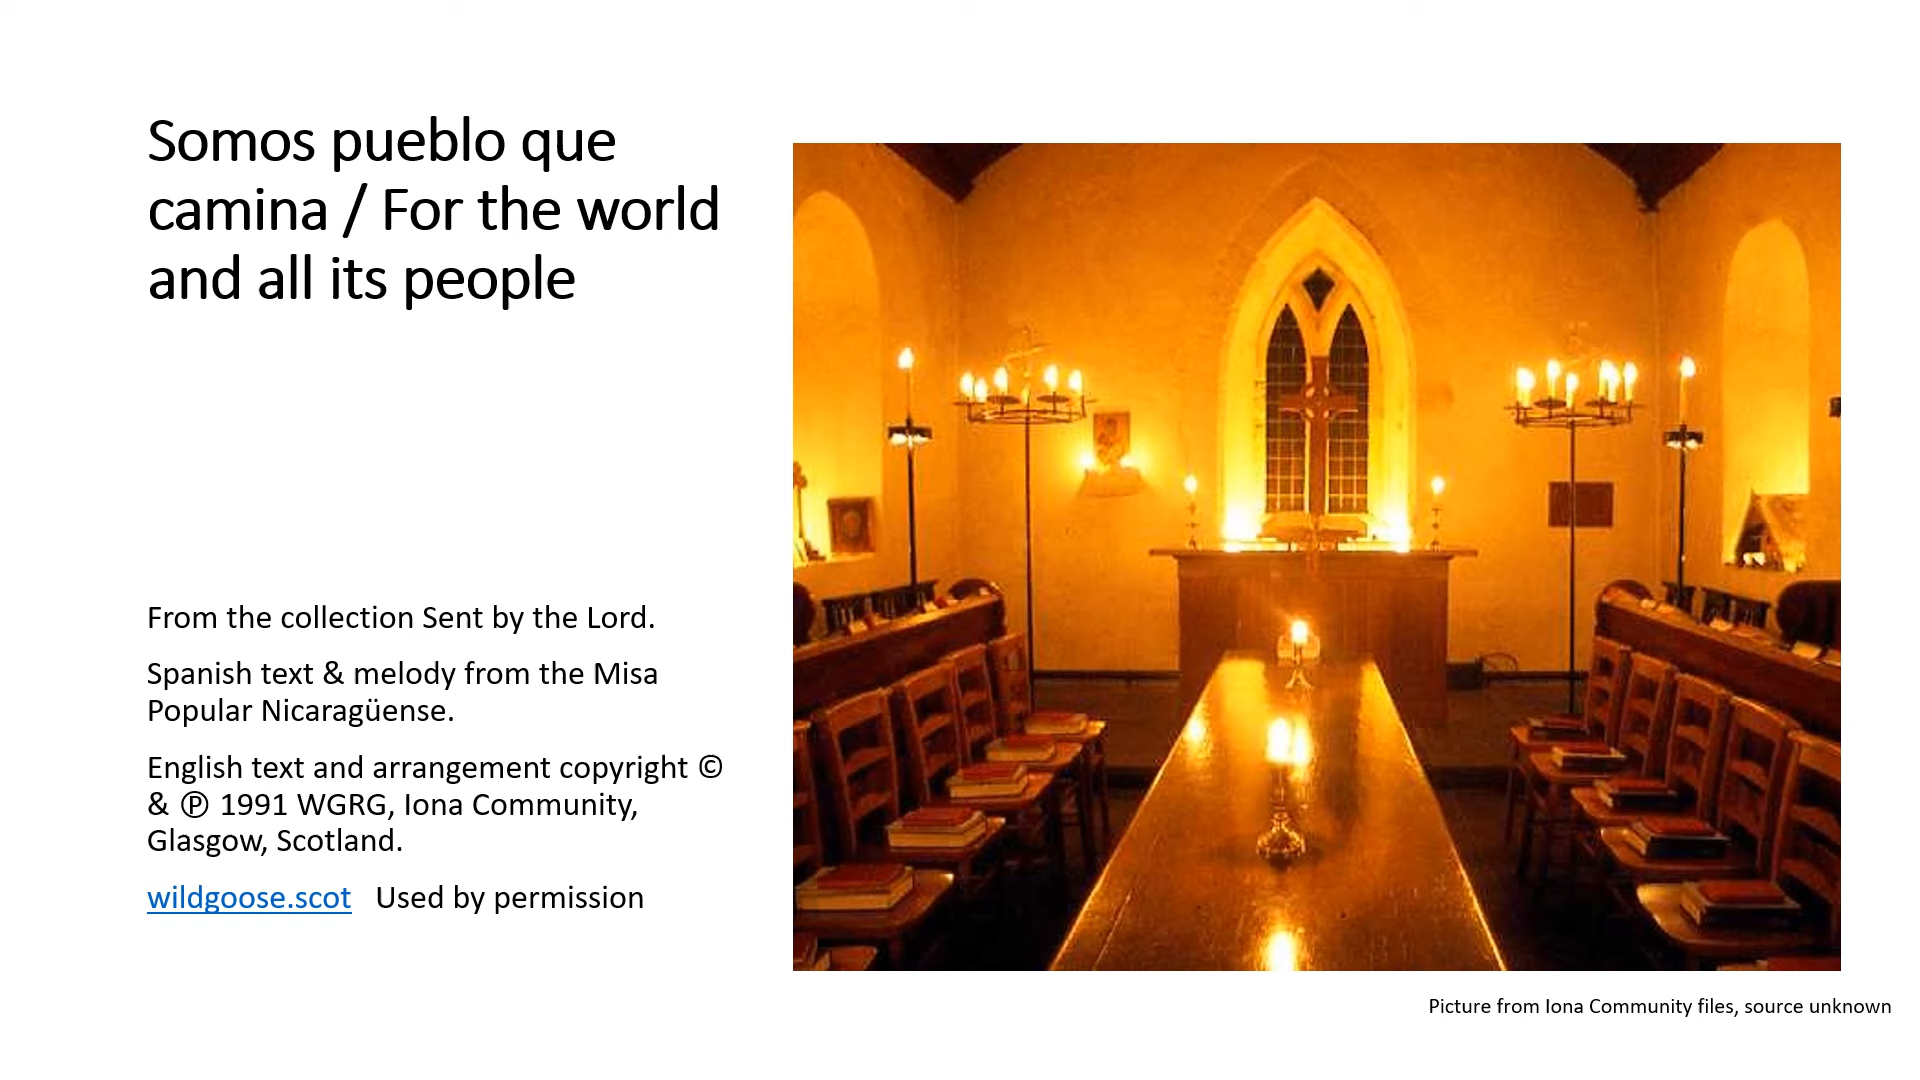 Somos pueblo que
camina / For the world
and all its people
From the collection Sent by the Lord.
Spanish text & melody from the Misa
Popular Nicaragüense.
English text and arrangement copyright ©
& ℗ 1991 WGRG, Iona Community,
Glasgow, Scotland.
wildgoose.scot   Used by permission
Picture from Iona Community files, source unknown